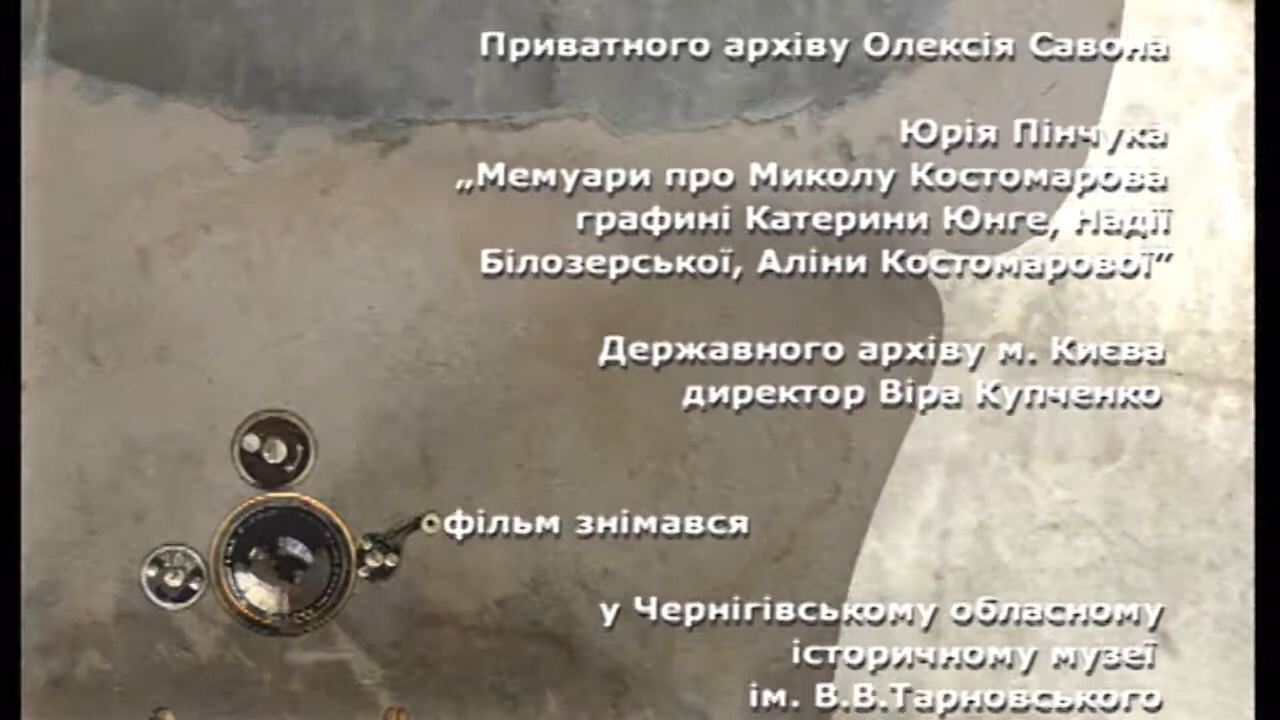 Приватного архіву Олексія Савона
Юрія Пінчука
„Мемуари про Миколу Костомарова
графині Катерини Юнге, Надії
Білозерської, Аліни Костомарової”
Державного архіву м. Києва
директор Віра Купченко
фільм знімався
у Чернігівському обласному
історичному музеї
ім. В.В.Тарновського